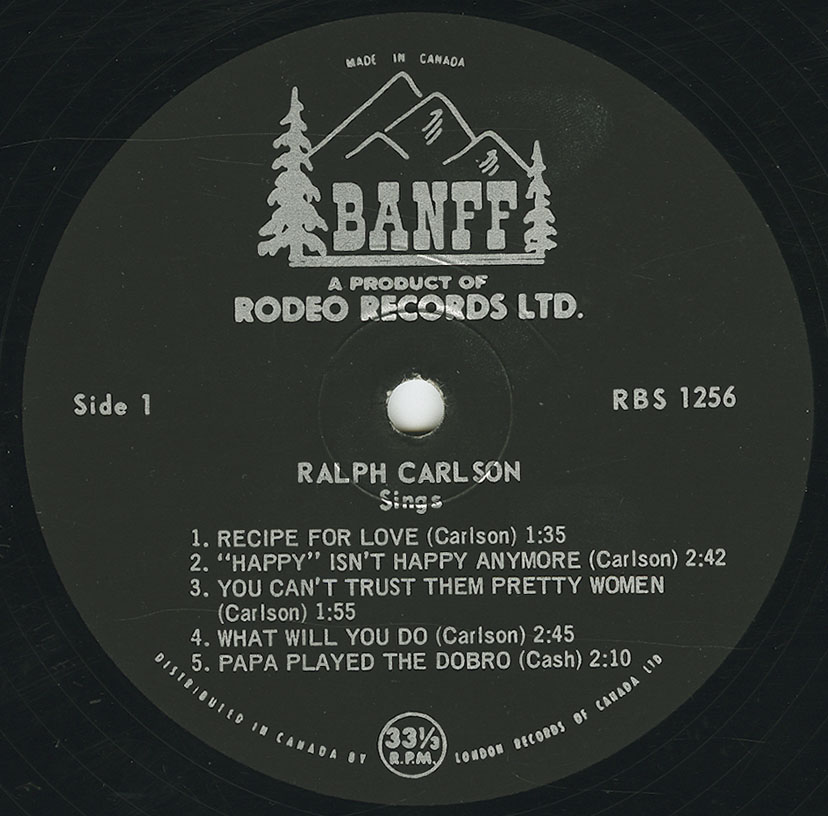 MADE IN CANADA
BANFF
A PRODUCT OF
RODEO RECORDS LTD.
Side 1
RBS 1256
RALPH CARLSON
Sings
1. RECIPE FOR LOVE (Carlson) 1:35
2. "HAPPY" ISN'T HAPPY ANYMORE (Carlson) 2:42
3. YOU CAN'T TRUST THEM PRETTY WOMEN
(Carlson) 1:55
4. WHAT WILL YOU DO (Carlson) 2:45
5. PAPA PLAYED THE DOBRO (Cash) 2:10
DISTRIBUTED IN CANADA BY LONDON RECORDS OF CANADA LTD
33⅓
R.P.M.